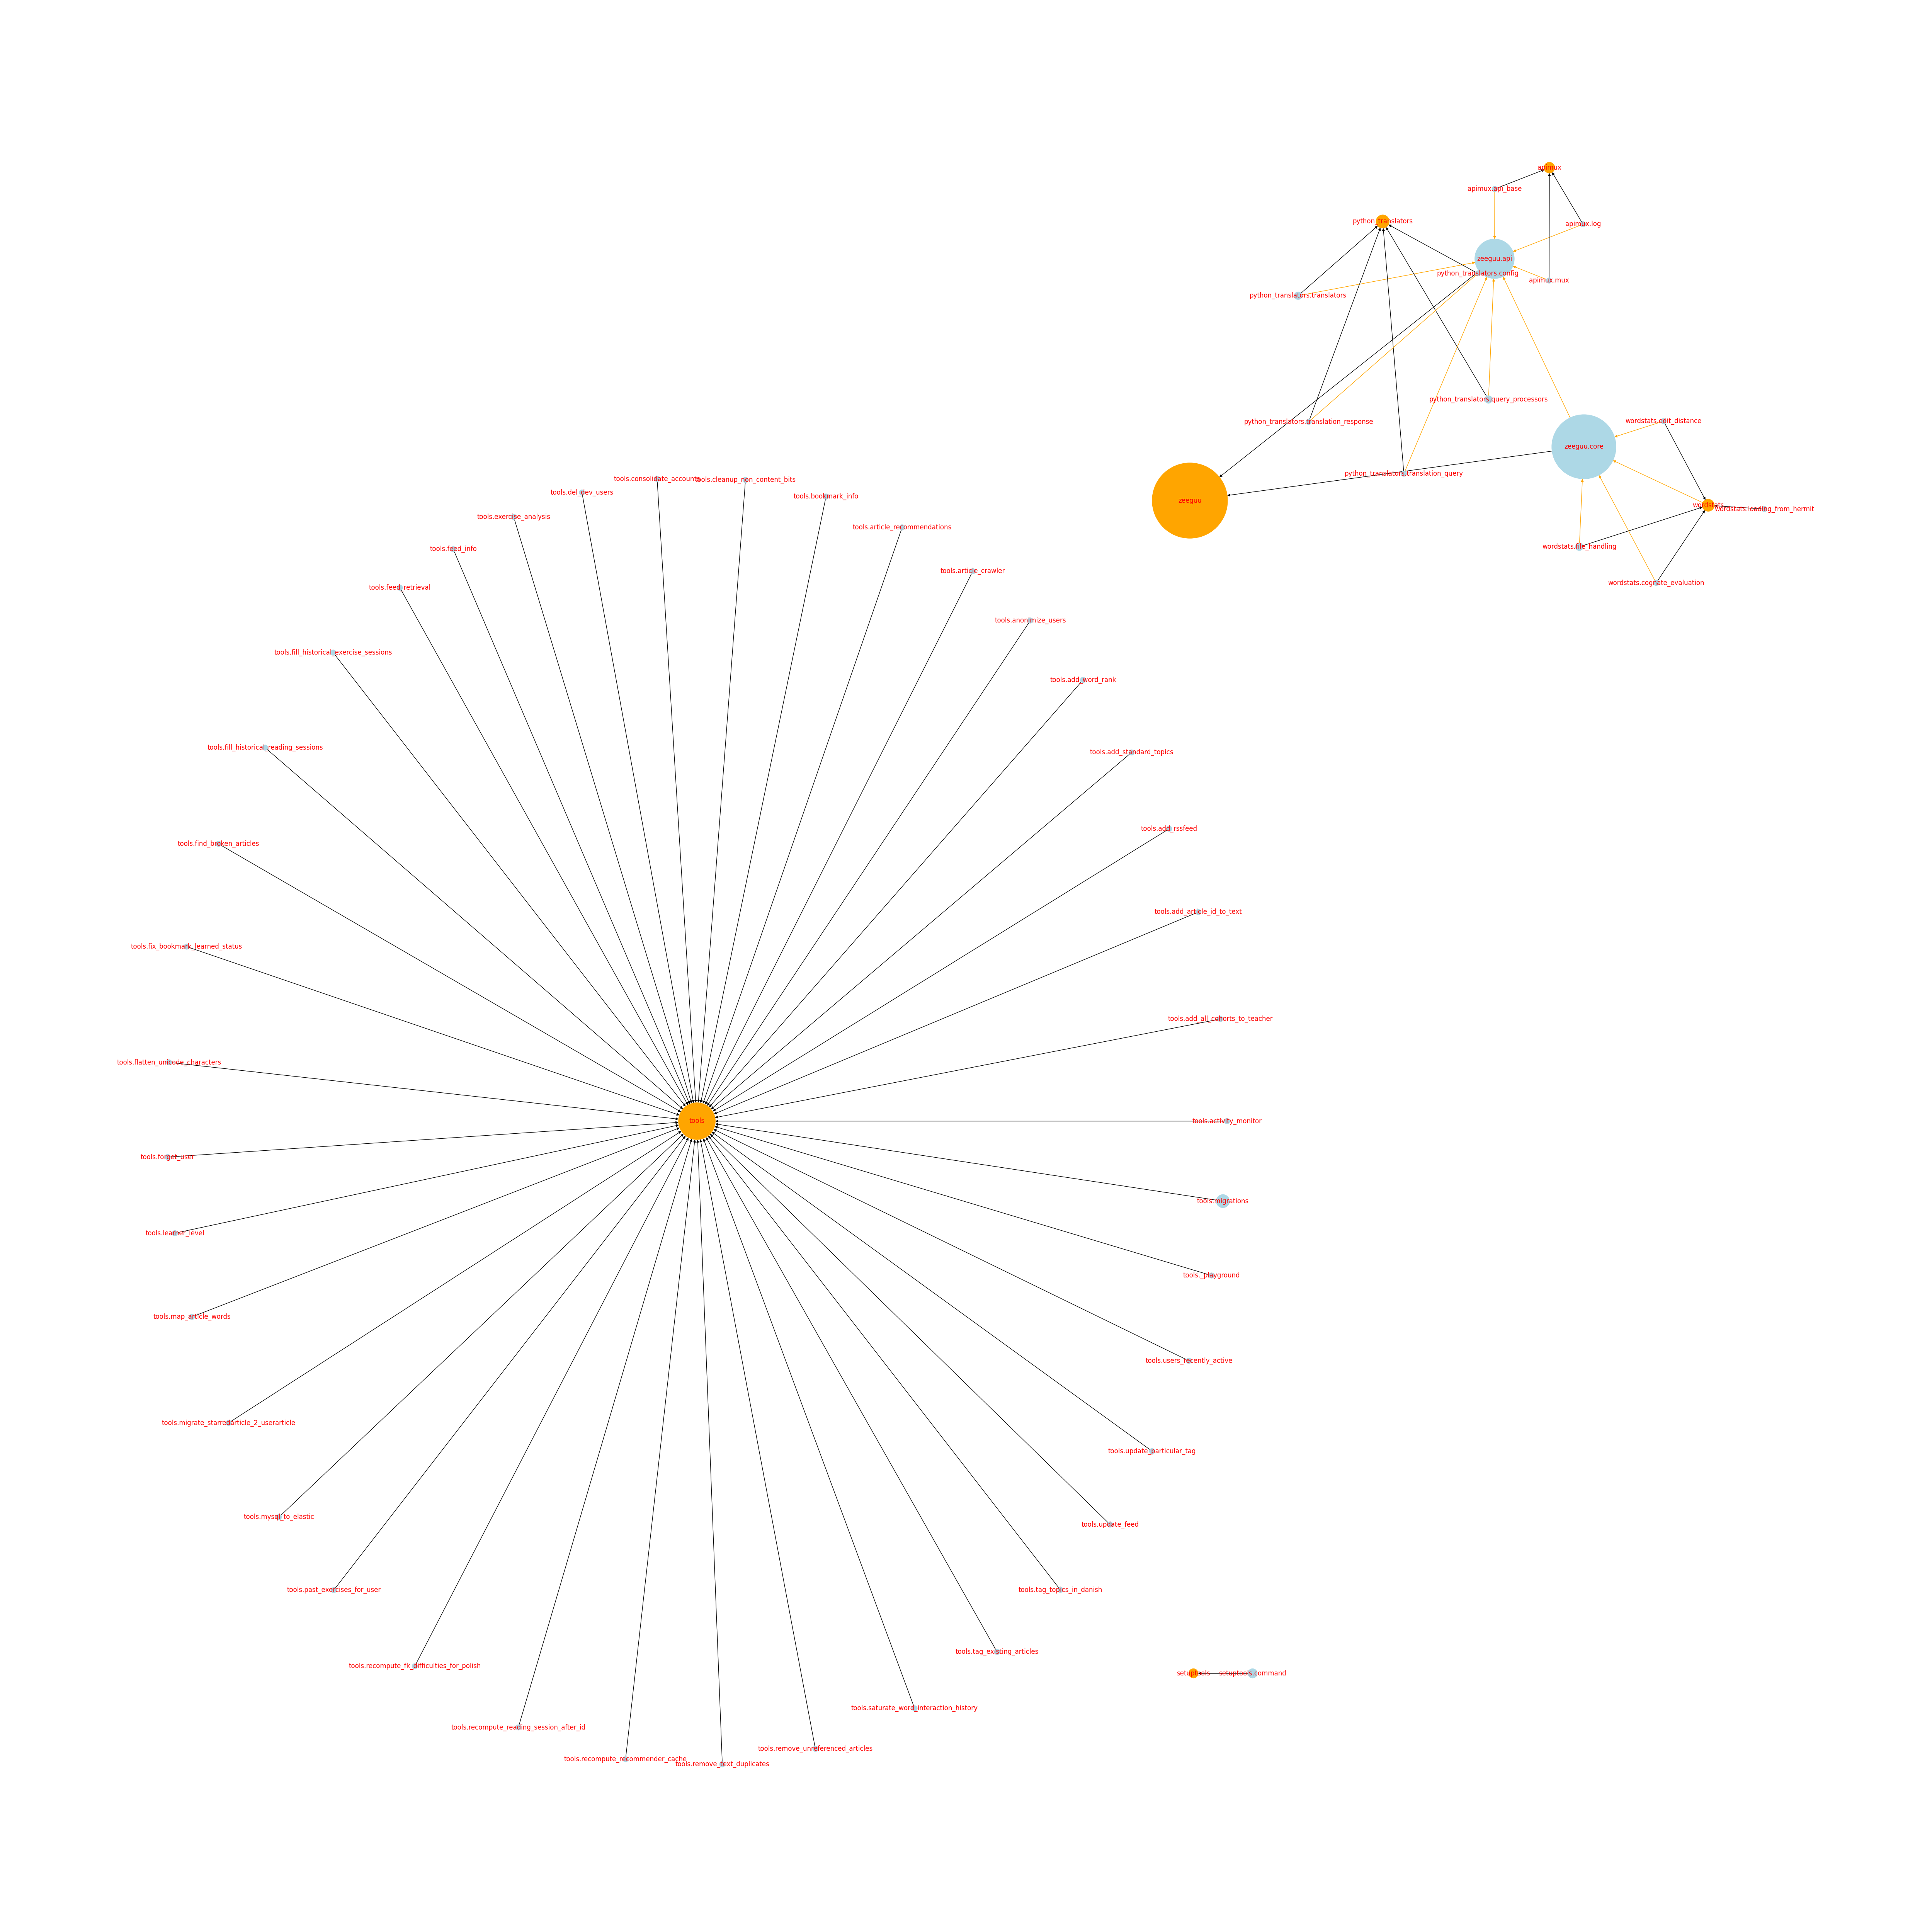 apimux
apimux.api_base
python_translators
apimux.log
zeeguu.api
python_translators.config
apimux.mux
python_translators.translators
python_translators.query_processors
python_translators.translation_response
wordstats.edit_distance
zeeguu.core
python_translators.translation_query
tools.consolidate_accounts
tools.cleanup_non_content_bits
tools.del_dev_users
tools.bookmark_info
zeeguu
wordstats
wordstats.loading_from_hermit
tools.exercise_analysis
tools.article_recommendations
tools.feed_info
wordstats.file_handling
tools.article_crawler
wordstats.cognate_evaluation
tools.feed_retrieval
tools.anonimize_users
tools.fill_historical_exercise_sessions
tools.add_word_rank
tools.fill_historical_reading_sessions
tools.add_standard_topics
tools.add_rssfeed
tools.find_broken_articles
tools.add_article_id_to_text
tools.fix_bookmark_learned_status
tools.add_all_cohorts_to_teacher
tools.flatten_unicode_characters
tools
tools.activity_monitor
tools.forget_user
tools.migrations
tools.learner_level
tools._playground
tools.map_article_words
tools.users_recently_active
tools.migrate_starredarticle_2_userarticle
tools.update_particular_tag
tools.mysql_to_elastic
tools.update_feed
tools.past_exercises_for_user
tools.tag_topics_in_danish
tools.tag_existing_articles
tools.recompute_fk_difficulties_for_polish
setuptools
setuptools.command
tools.saturate_word_interaction_history
tools.recompute_reading_session_after_id
tools.remove_unreferenced_articles
tools.recompute_recommender_cache
tools.remove_text_duplicates